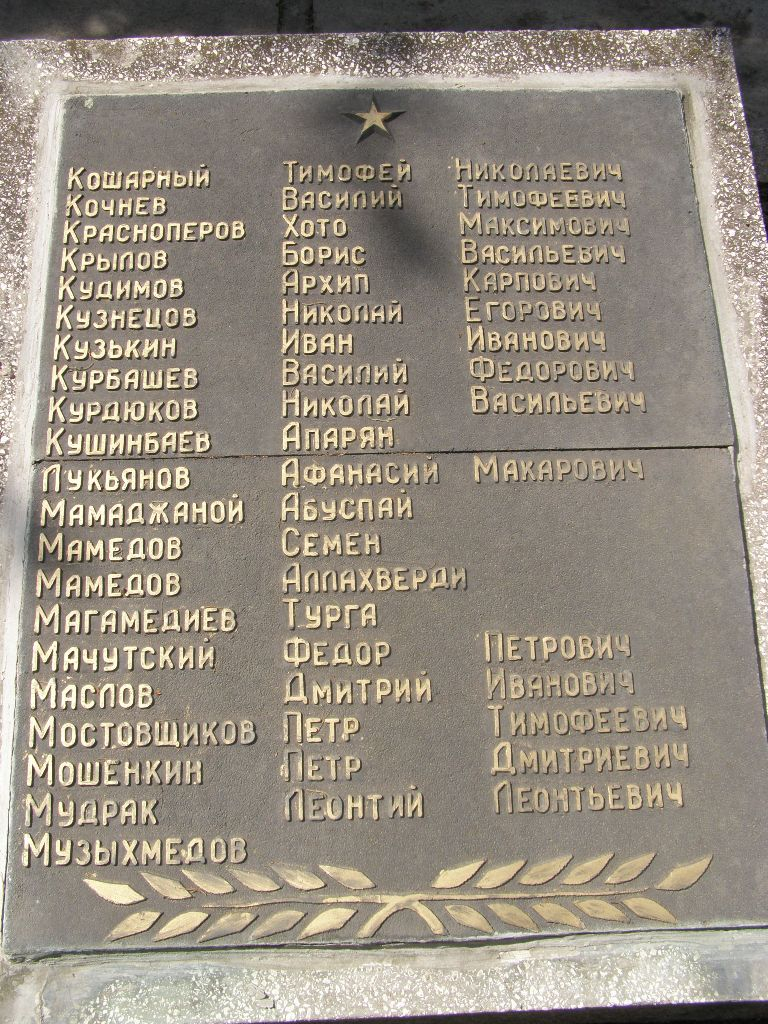 Кошарный Тимофей Николаевич
Кочнев Василий Тимофеевич
Красноперов Хото Максимович
Крылов Борис Васильевич
Кудимов Архип Карпович
Кузнецов Николай Егорович
Кузькин Иван Иванович
Курбашев Василий Федорович
Курдюков Николай Васильевич
Кушинбаев Апарян
Лукьянов Афанасий Макарович
Мамаджаной Абуспай
Мамедов Семен
Мамедов Аллахверди
Магамедиев Турга
Мачутский Федор Петрович
Маслов Дмитрий Иванович
Мостовщиков Петр Тимофеевич
Мошенкин Петр Дмитриевич
Мудрак Леонтий Леонтьевич
Музыхмедов